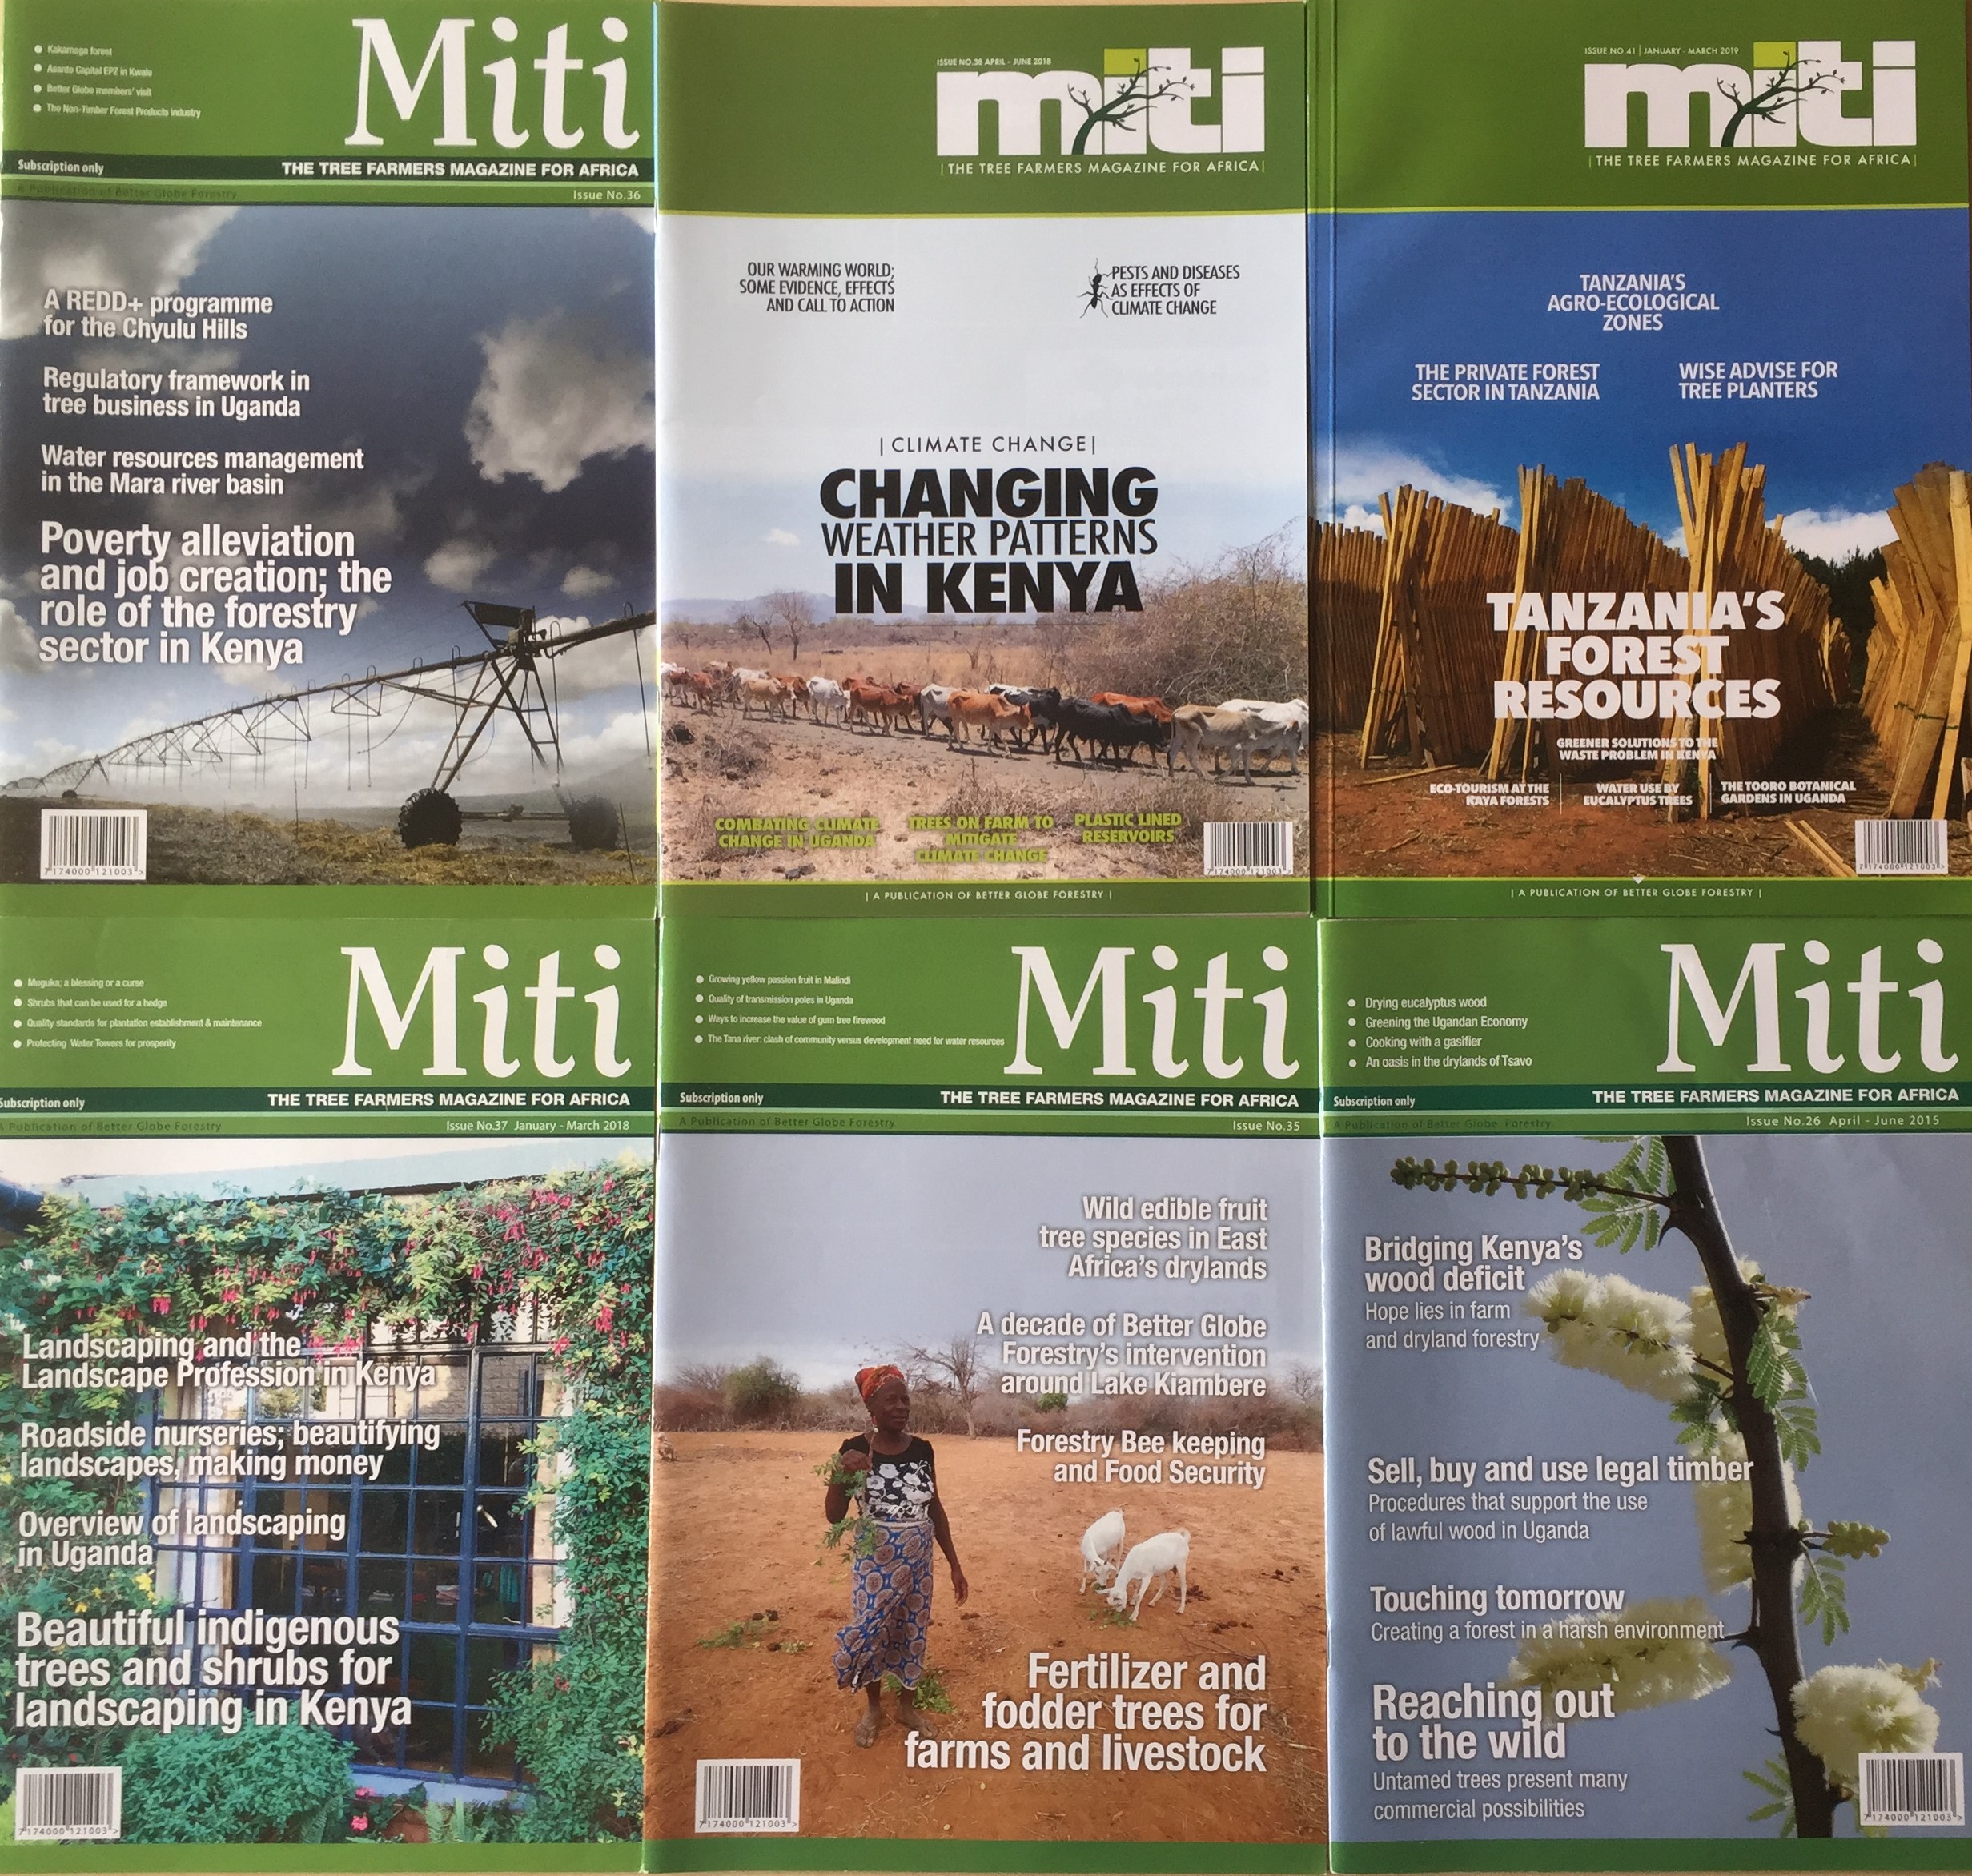 Kakamega forest
Asante Capital EPZ in Kwale
Better Globe members' visit
The Non-Timber Forest Products industry
Miti
Subscription only
THE TREE FARMERS MAGAZINE FOR AFRICA
A Publication of Better Globe Forestry
Issue No.36
A REDD+ programme
for the Chyulu Hills
Regulatory framework in
tree business in Uganda
Water resources management
in the Mara river basin
Poverty alleviation
and job creation; the
role of the forestry
sector in Kenya
7 174000 121003 >
ISSUE NO.38 APRIL - JUNE 2018
miti
| THE TREE FARMERS MAGAZINE FOR AFRICA |
OUR WARMING WORLD;
SOME EVIDENCE, EFFECTS
AND CALL TO ACTION
PESTS AND DISEASES
AS EFFECTS OF
CLIMATE CHANGE
| CLIMATE CHANGE |
CHANGING
WEATHER PATTERNS
IN KENYA
COMBATING CLIMATE
CHANGE IN UGANDA
TREES ON FARM TO
MITIGATE
CLIMATE CHANGE
PLASTIC LINED
RESERVOIRS
7 174000 121003 >
| A PUBLICATION OF BETTER GLOBE FORESTRY |
ISSUE NO.41 | JANUARY - MARCH 2019
miti
| THE TREE FARMERS MAGAZINE FOR AFRICA |
TANZANIA'S
AGRO-ECOLOGICAL
ZONES
THE PRIVATE FOREST
SECTOR IN TANZANIA
WISE ADVISE FOR
TREE PLANTERS
TANZANIA'S
FOREST
RESOURCES
GREENER SOLUTIONS TO THE
WASTE PROBLEM IN KENYA
ECO-TOURISM AT THE
KAYA FORESTS
WATER USE BY
EUCALYPTUS TREES
THE TOORO BOTANICAL
GARDENS IN UGANDA
7 174000 121003 >
| A PUBLICATION OF BETTER GLOBE FORESTRY |
Muguka; a blessing or a curse
Shrubs that can be used for a hedge
Quality standards for plantation establishment & maintenance
Protecting Water Towers for prosperity
Miti
Subscription only
THE TREE FARMERS MAGAZINE FOR AFRICA
A Publication of Better Globe Forestry
Issue No.37 January - March 2018
Landscaping and the
Landscape Profession in Kenya
Roadside nurseries; beautifying
landscapes, making money
Overview of landscaping
in Uganda
Beautiful indigenous
trees and shrubs for
landscaping in Kenya
7 174000 121003 >
Growing yellow passion fruit in Malindi
Quality of transmission poles in Uganda
Ways to increase the value of gum tree firewood
The Tana river: clash of community versus development need for water resources
Miti
Subscription only
THE TREE FARMERS MAGAZINE FOR AFRICA
A Publication of Better Globe Forestry
Issue No.35
Wild edible fruit
tree species in East
Africa's drylands
A decade of Better Globe
Forestry's intervention
around Lake Kiambere
Forestry Bee keeping
and Food Security
Fertilizer and
fodder trees for
farms and livestock
7 174000 121003 >
Drying eucalyptus wood
Greening the Ugandan Economy
Cooking with a gasifier
An oasis in the drylands of Tsavo
Miti
Subscription only
THE TREE FARMERS MAGAZINE FOR AFRICA
A Publication of Better Globe Forestry
Issue No.26 April - June 2015
Bridging Kenya's
wood deficit
Hope lies in farm
and dryland forestry
Sell, buy and use legal timber
Procedures that support the use
of lawful wood in Uganda
Touching tomorrow
Creating a forest in a harsh environment
Reaching out
to the wild
Untamed trees present many
commercial possibilities
7 174000 121003 >